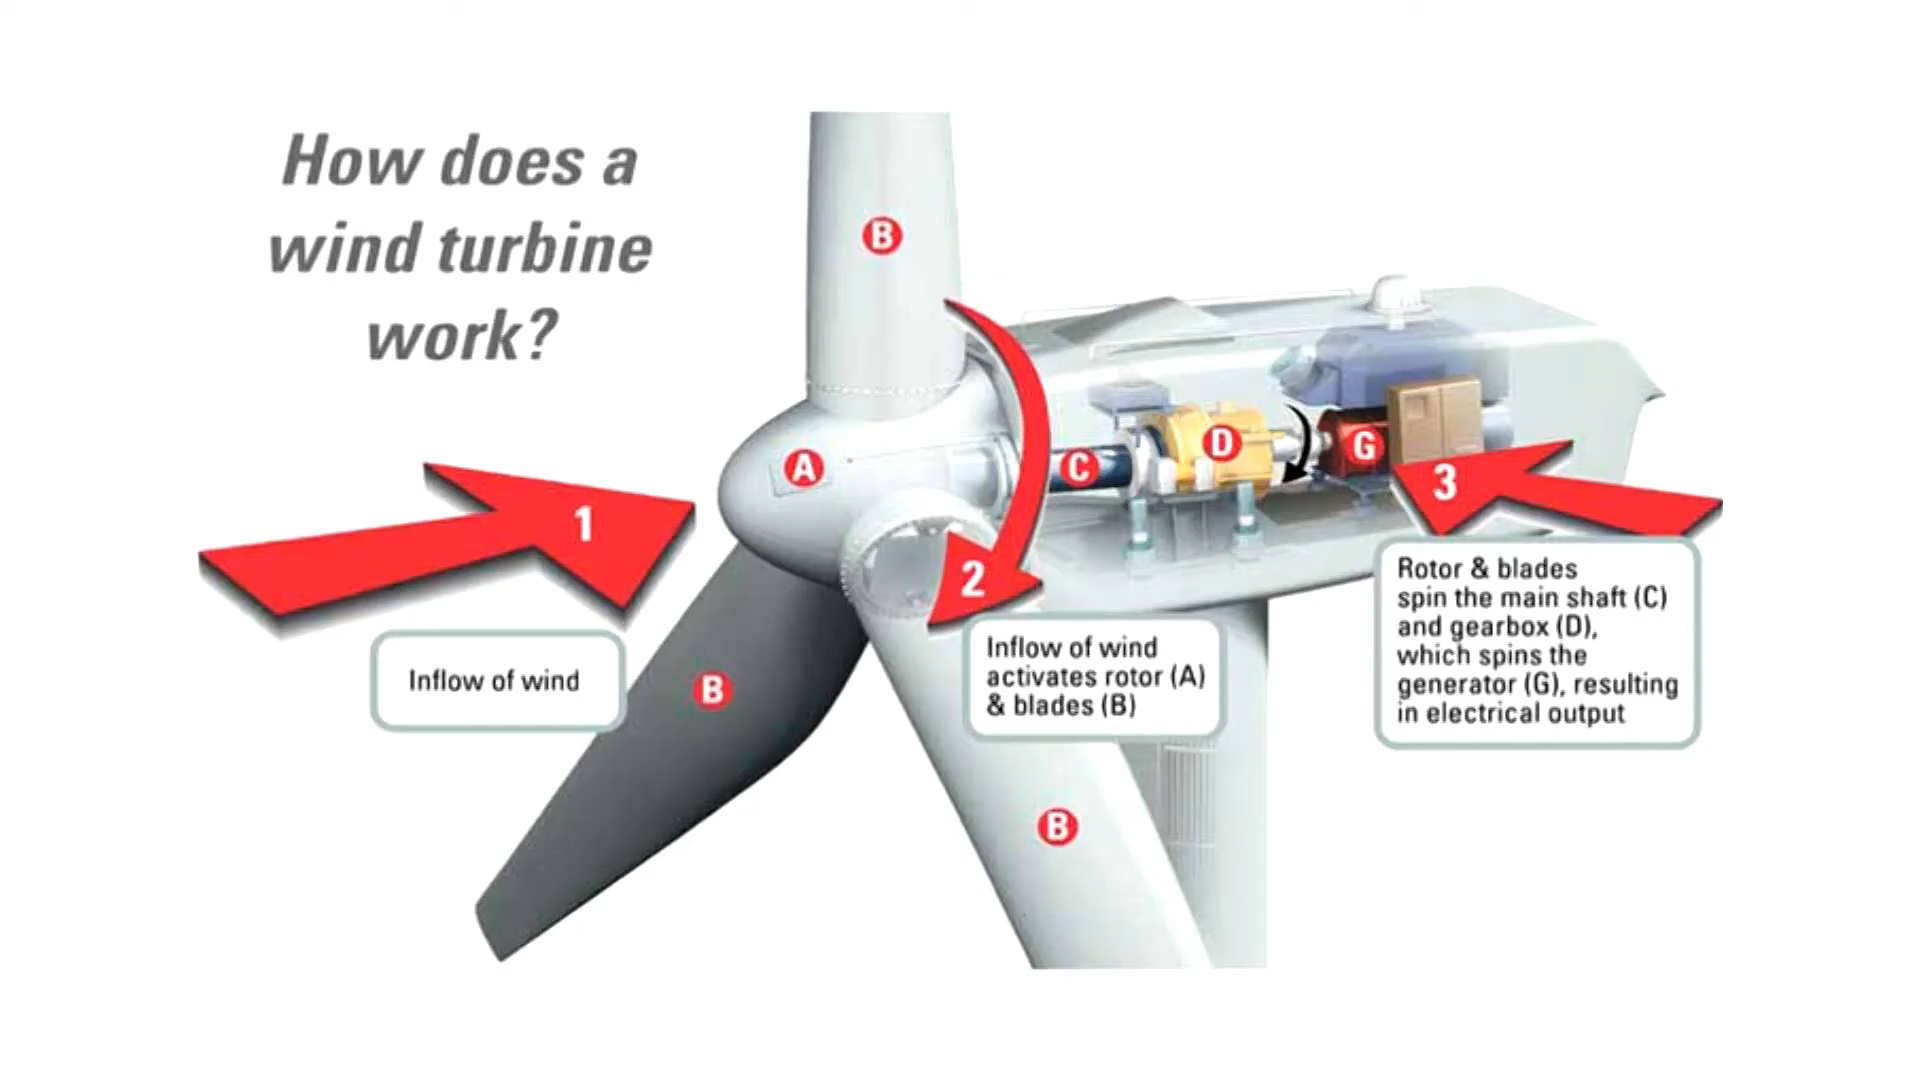 How does a
wind turbine
work?
B
A
C
D
G
1
2
3
Inflow of wind
B
Inflow of wind
activates rotor (A)
& blades (B)
Rotor & blades
spin the main shaft (C)
and gearbox (D),
which spins the
generator (G), resulting
in electrical output
B